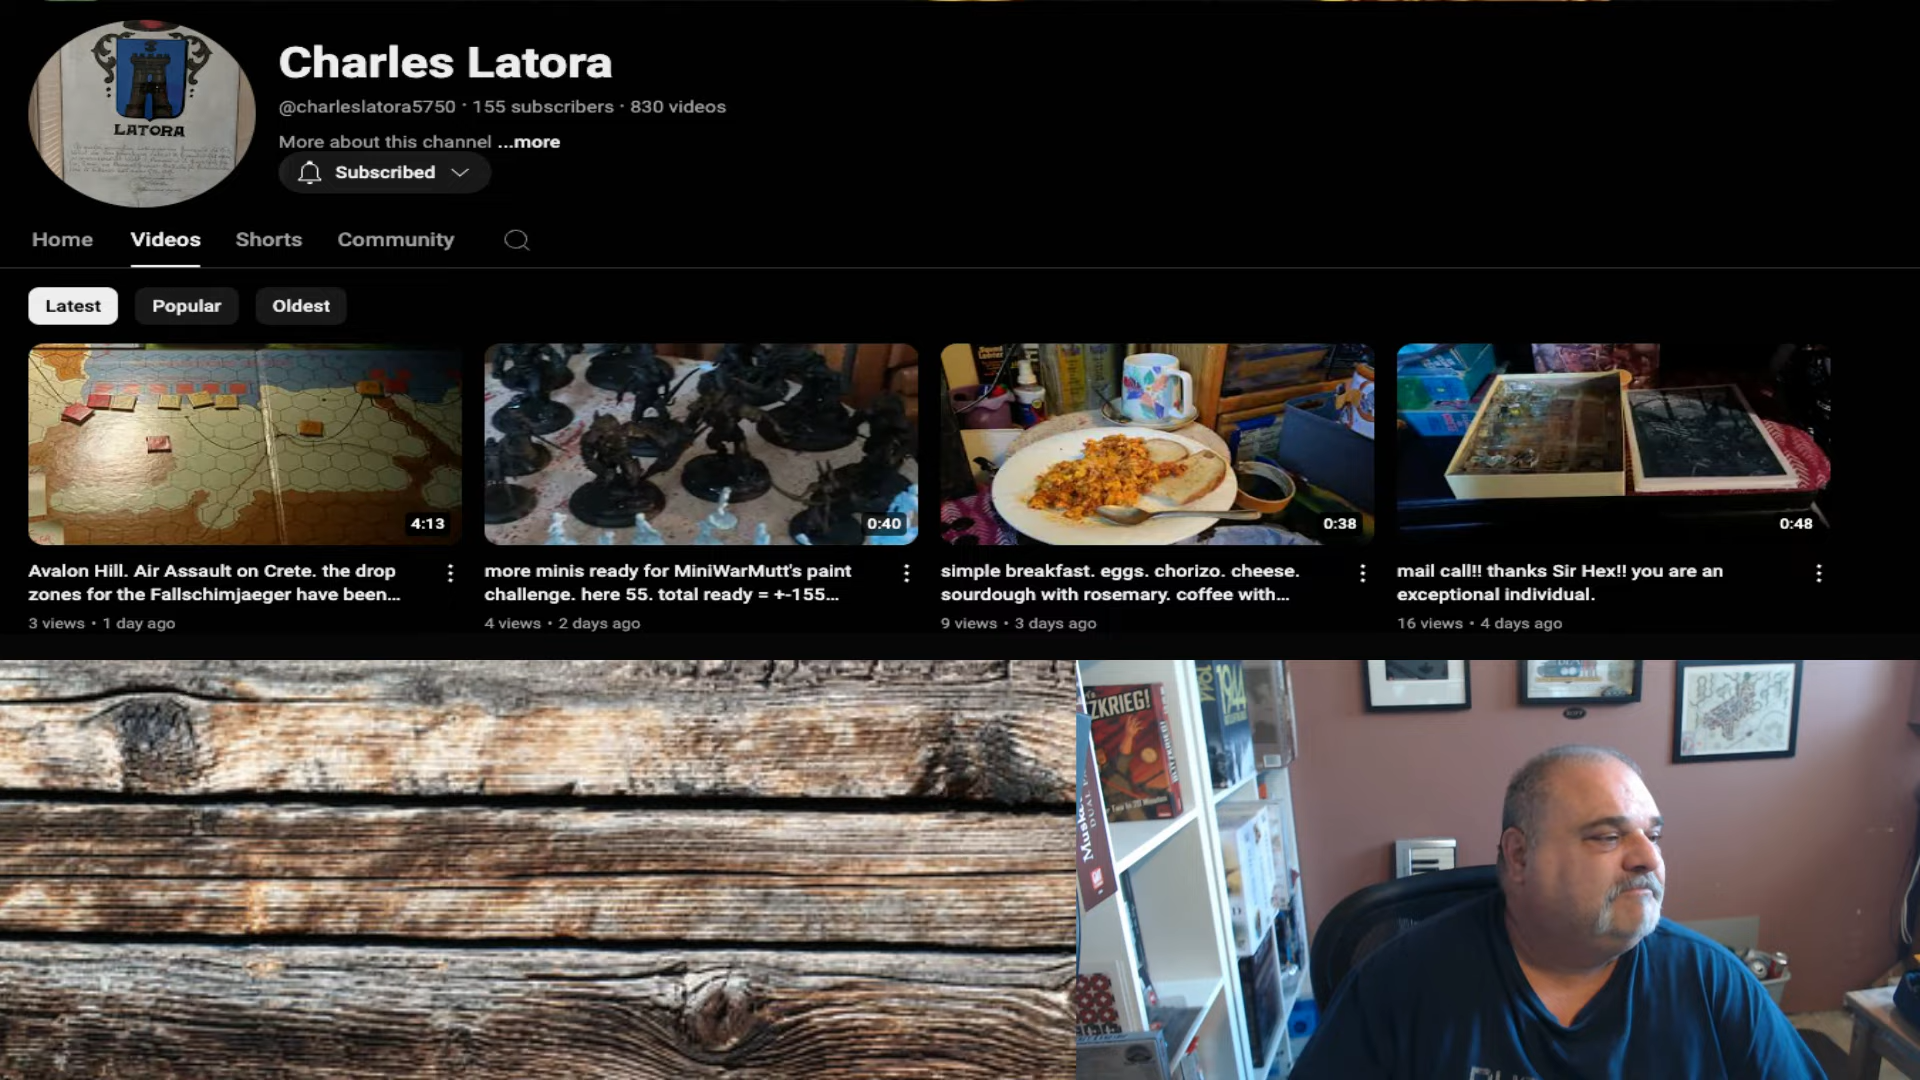 LATORA
Charles Latora
@charleslatora5750 · 155 subscribers · 830 videos
More about this channel ...more
Subscribed
Home Videos Shorts Community
Latest Popular Oldest
4:13
0:40
0:38
0:48
Avalon Hill. Air Assault on Crete. the drop
zones for the Fallschimjaeger have been...
3 views · 1 day ago
more minis ready for MiniWarMutt's paint
challenge. here 55. total ready = +-155...
4 views · 2 days ago
simple breakfast. eggs. chorizo. cheese.
sourdough with rosemary. coffee with...
9 views · 3 days ago
mail call!! thanks Sir Hex!! you are an
exceptional individual.
16 views · 4 days ago
ZKRIEG!
BLITZKRIEG!
1944